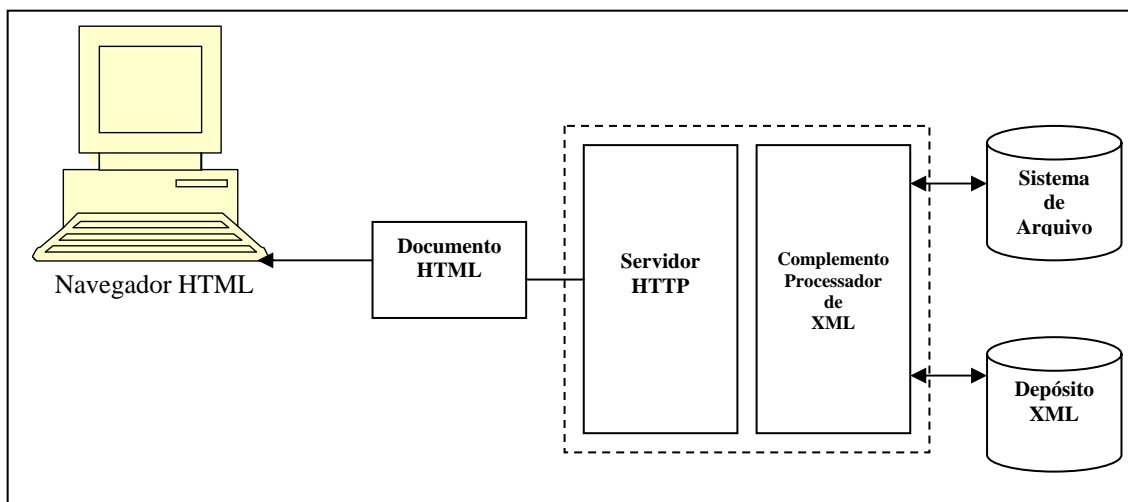 Navegador HTML
Documento
HTML
Servidor
HTTP
Complemento
Processador
de
XML
Sistema
de
Arquivo
Depósito
XML